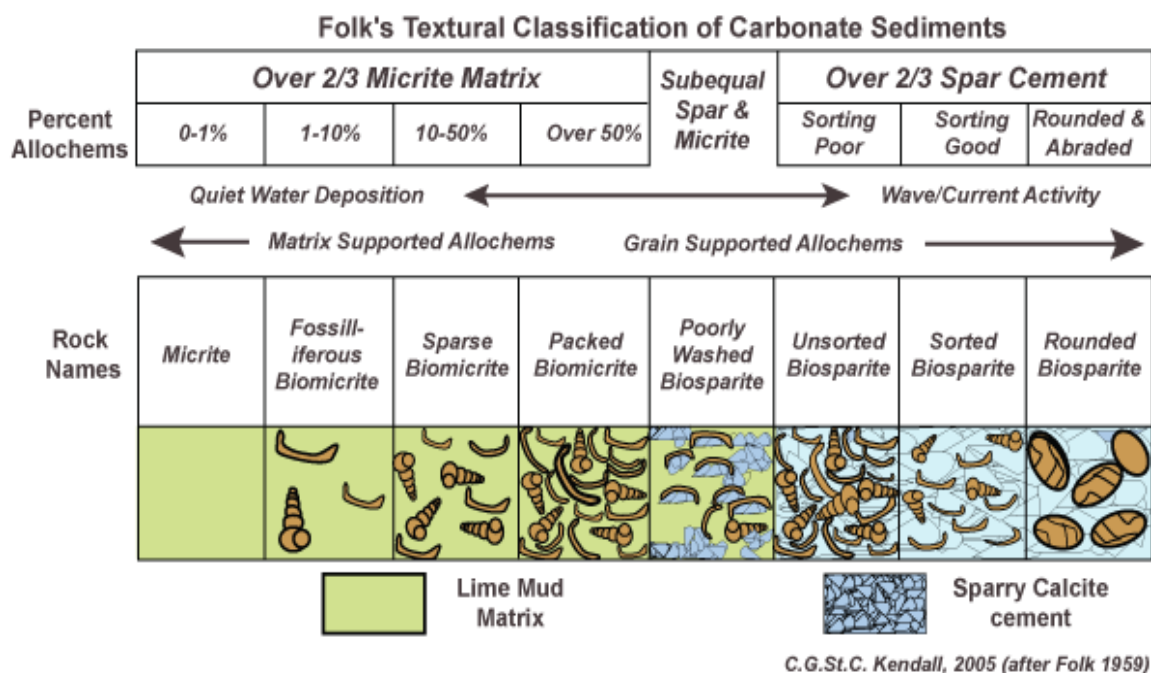 Folk's Textural Classification of Carbonate Sediments
Over 2/3 Micrite Matrix
Subequal
Spar &
Micrite
Over 2/3 Spar Cement
Percent
Allochems
0-1%
1-10%
10-50%
Over 50%
Sorting
Poor
Sorting
Good
Rounded &
Abraded
Quiet Water Deposition
Wave/Current Activity
Matrix Supported Allochems
Grain Supported Allochems
Rock
Names
Micrite
Fossill-
iferous
Biomicrite
Sparse
Biomicrite
Packed
Biomicrite
Poorly
Washed
Biosparite
Unsorted
Biosparite
Sorted
Biosparite
Rounded
Biosparite
Lime Mud
Matrix
Sparry Calcite
cement
C.G.St.C. Kendall, 2005 (after Folk 1959)